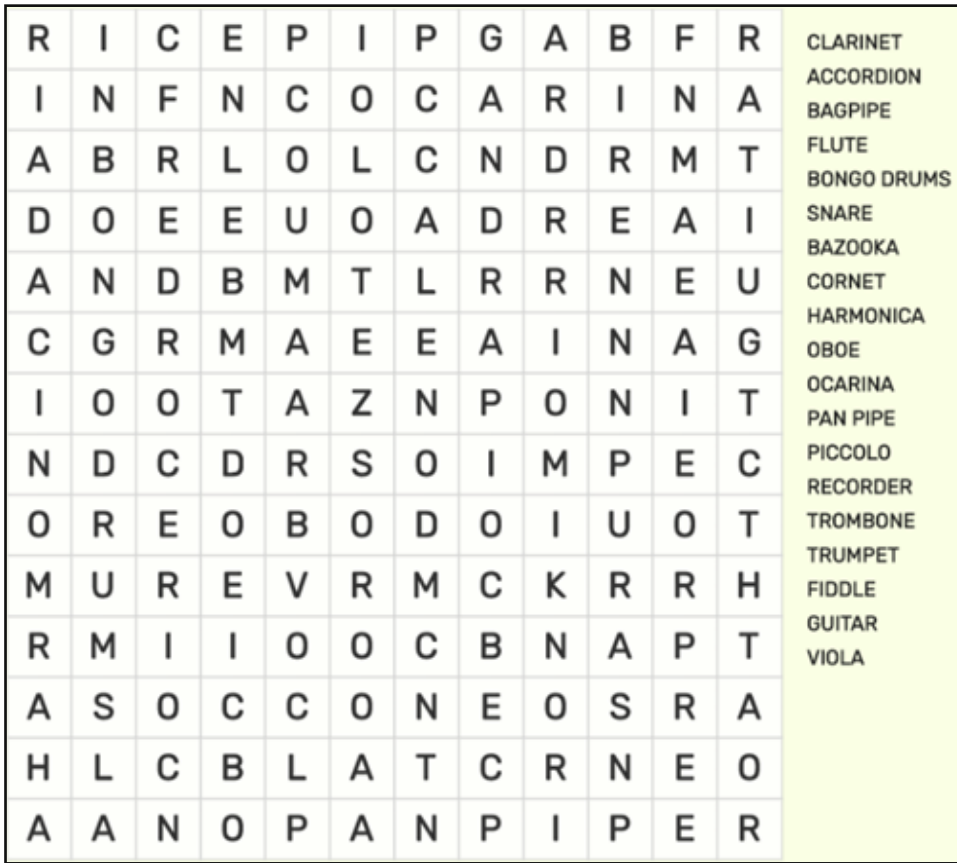 R I C E P I P G A B F R
I N F N C O C A R I N A
A B R L O L C N D R M T
D O E E U O A D R E A I
A N D B M T L R R N E U
C G R M A E E A I N A G
I O O T A Z N P O N I T
N D C D R S O I M P E C
O R E O B O D O I U O T
M U R E V R M C K R R H
R M I I O O C B N A P T
A S O C C O N E O S R A
H L C B L A T C R N E O
A A N O P A N P I P E R
CLARINET
ACCORDION
BAGPIPE
FLUTE
BONGO DRUMS
SNARE
BAZOOKA
CORNET
HARMONICA
OBOE
OCARINA
PAN PIPE
PICCOLO
RECORDER
TROMBONE
TRUMPET
FIDDLE
GUITAR
VIOLA